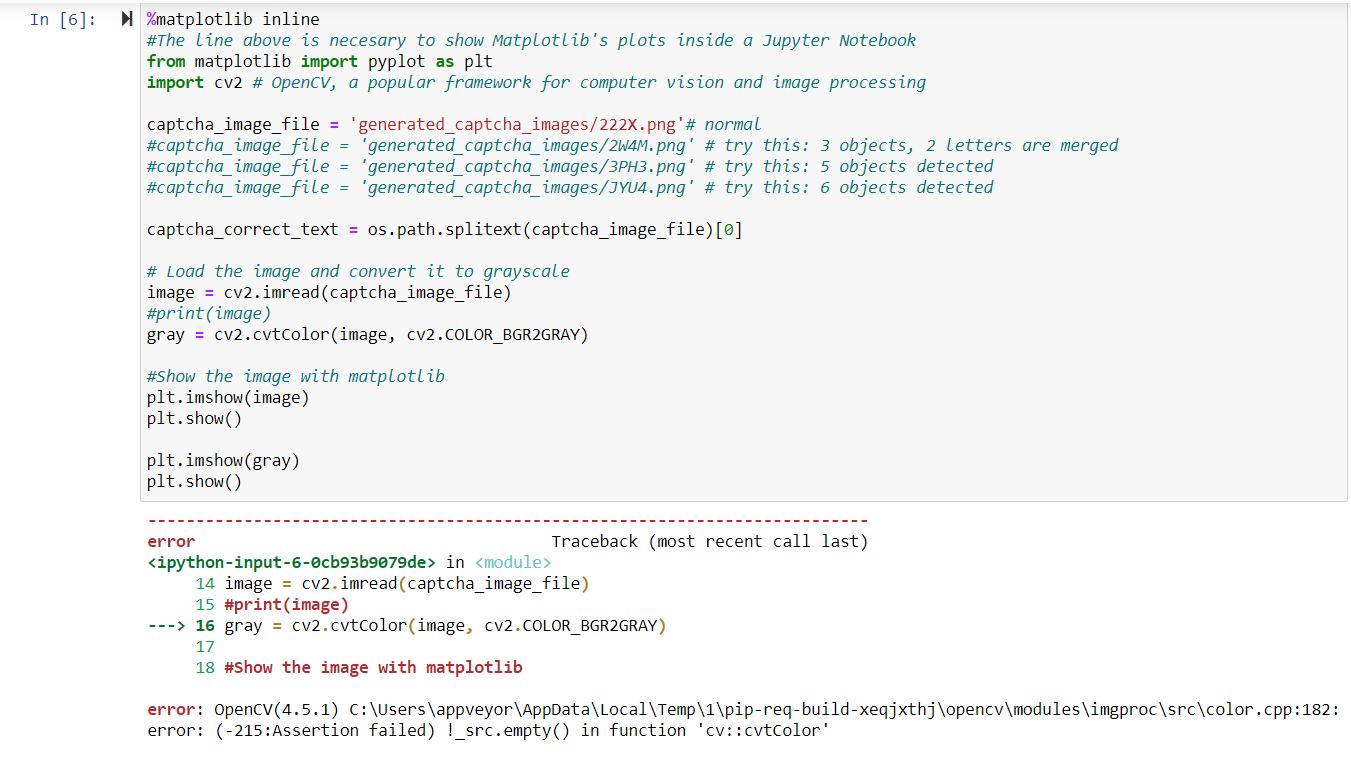 In [6]: %matplotlib inline
#The line above is necesary to show Matplotlib's plots inside a Jupyter Notebook
from matplotlib import pyplot as plt
import cv2 # OpenCV, a popular framework for computer vision and image processing
captcha_image_file = 'generated_captcha_images/222X.png'# normal
#captcha_image_file = 'generated_captcha_images/2W4M.png' # try this: 3 objects, 2 letters are merged
#captcha_image_file = 'generated_captcha_images/3PH3.png' # try this: 5 objects detected
#captcha_image_file = 'generated_captcha_images/JYU4.png' # try this: 6 objects detected
captcha_correct_text = os.path.splitext(captcha_image_file)[0]
# Load the image and convert it to grayscale
image = cv2.imread(captcha_image_file)
#print(image)
gray = cv2.cvtColor(image, cv2.COLOR_BGR2GRAY)
#Show the image with matplotlib
plt.imshow(image)
plt.show()
plt.imshow(gray)
plt.show()
---------------------------------------------------------------------------
error Traceback (most recent call last)
<ipython-input-6-0cb93b9079de> in <module>
14 image = cv2.imread(captcha_image_file)
15 #print(image)
---> 16 gray = cv2.cvtColor(image, cv2.COLOR_BGR2GRAY)
17
18 #Show the image with matplotlib
error: OpenCV(4.5.1) C:\Users\appveyor\AppData\Local\Temp\1\pip-req-build-xeqjxthj\opencv\modules\imgproc\src\color.cpp:182:
error: (-215:Assertion failed) !_src.empty() in function 'cv::cvtColor'